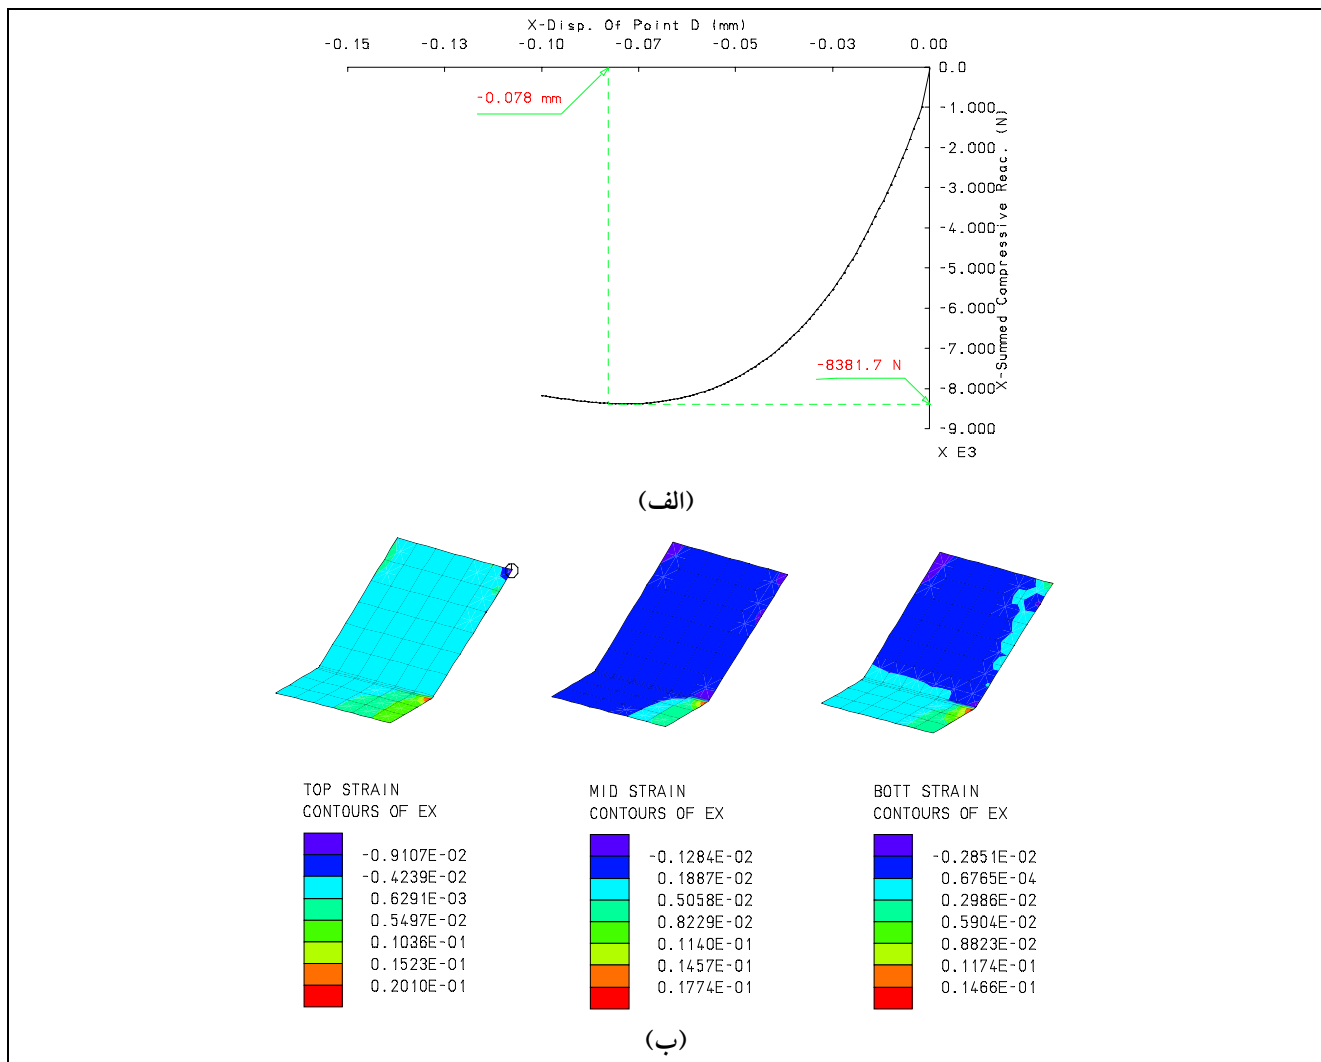 X-Disp. Of Point D (mm)
-0.15 -0.13 -0.10 -0.07 -0.05 -0.03 0.00
0.0
-0.078 mm
-1.000
-2.000
-3.000
-4.000
-5.000
-6.000
-7.000
-8381.7 N
-8.000
-9.000
X-Summed Compressive Reac. (N)
X E3
(الف)
TOP STRAIN
CONTOURS OF EX
-0.9107E-02
-0.4239E-02
0.6291E-03
0.5497E-02
0.1036E-01
0.1523E-01
0.2010E-01
MID STRAIN
CONTOURS OF EX
-0.1284E-02
0.1887E-02
0.5058E-02
0.8229E-02
0.1140E-01
0.1457E-01
0.1774E-01
BOTT STRAIN
CONTOURS OF EX
-0.2851E-02
0.6765E-04
0.2986E-02
0.5904E-02
0.8823E-02
0.1174E-01
0.1466E-01
(ب)